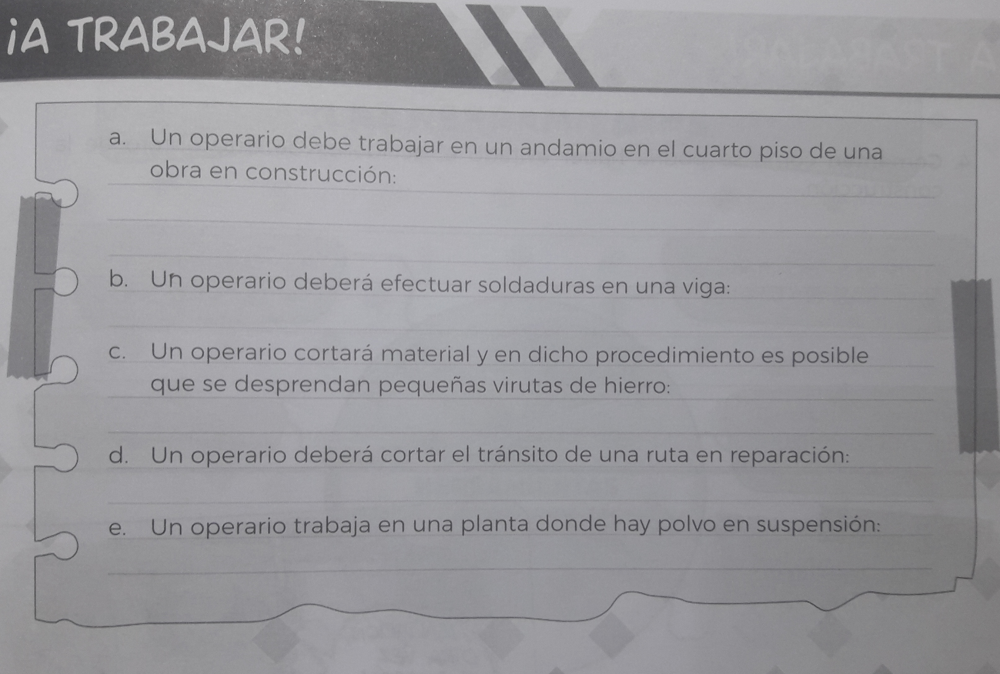 ¡A TRABAJAR!
a. Un operario debe trabajar en un andamio en el cuarto piso de una
obra en construcción:
b. Un operario deberá efectuar soldaduras en una viga:
c. Un operario cortará material y en dicho procedimiento es posible
que se desprendan pequeñas virutas de hierro:
d. Un operario deberá cortar el tránsito de una ruta en reparación:
e. Un operario trabaja en una planta donde hay polvo en suspensión: